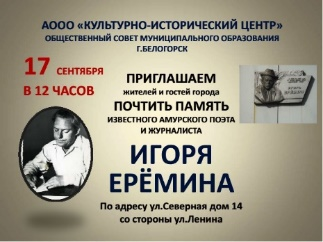 АООО «КУЛЬТУРНО-ИСТОРИЧЕСКИЙ ЦЕНТР»
ОБЩЕСТВЕННЫЙ СОВЕТ МУНИЦИПАЛЬНОГО ОБРАЗОВАНИЯ
Г.БЕЛОГОРСК
17 СЕНТЯБРЯ
В 12 ЧАСОВ
ПРИГЛАШАЕМ
жителей и гостей города
ПОЧТИТЬ ПАМЯТЬ
ИЗВЕСТНОГО АМУРСКОГО ПОЭТА
И ЖУРНАЛИСТА
ИГОРЯ
ЕРЁМИНА
По адресу ул.Северная дом 14
со стороны ул.Ленина